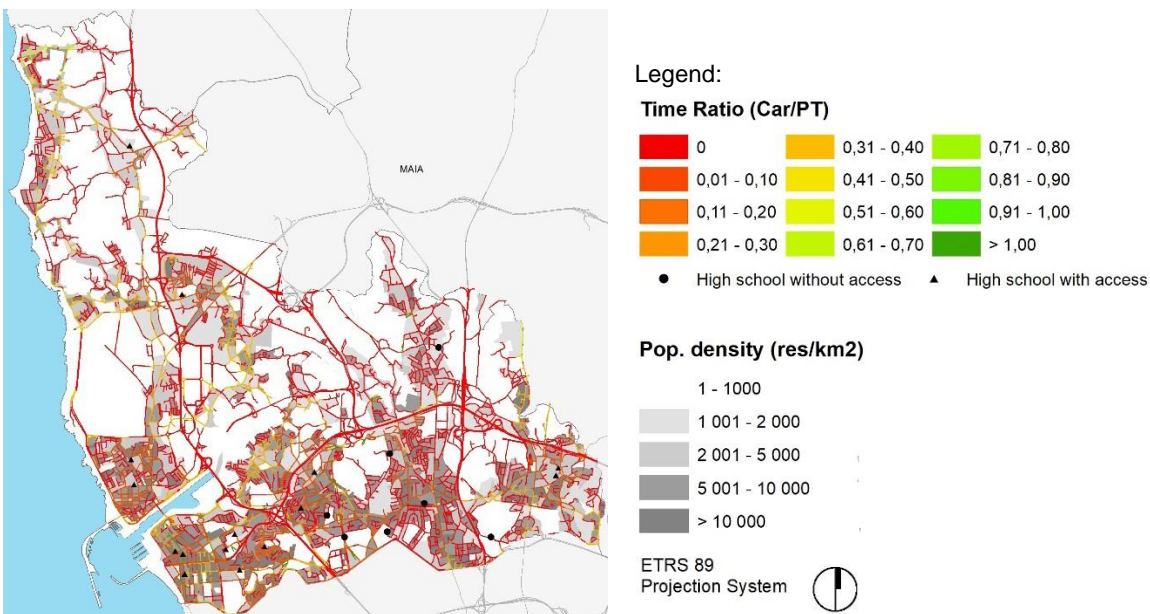 MAIA
Legend:
Time Ratio (Car/PT)
0 0,31 - 0,40 0,71 - 0,80
0,01 - 0,10 0,41 - 0,50 0,81 - 0,90
0,11 - 0,20 0,51 - 0,60 0,91 - 1,00
0,21 - 0,30 0,61 - 0,70 > 1,00
High school without access High school with access
Pop. density (res/km2)
1 - 1000
1 001 - 2 000
2 001 - 5 000
5 001 - 10 000
> 10 000
ETRS 89
Projection System